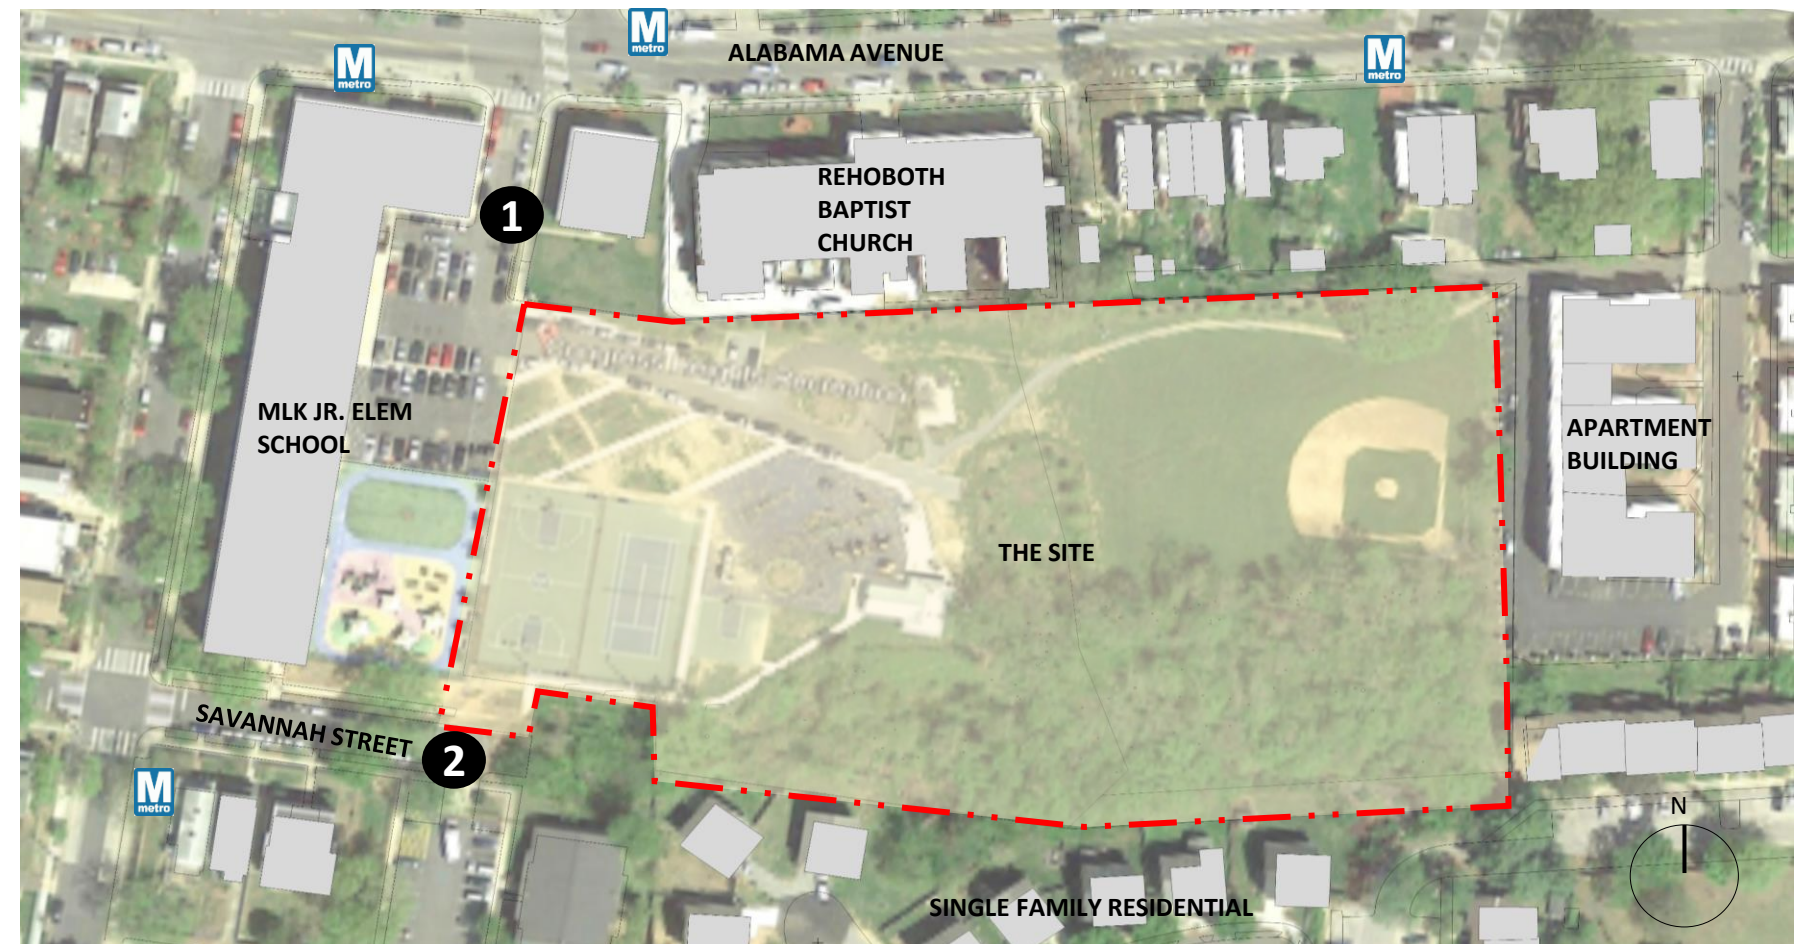 M
metro
M
metro
M
metro
ALABAMA AVENUE
1
REHOBOTH
BAPTIST
CHURCH
MLK JR. ELEM
SCHOOL
APARTMENT
BUILDING
THE SITE
SAVANNAH STREET
2
M
metro
N
SINGLE FAMILY RESIDENTIAL